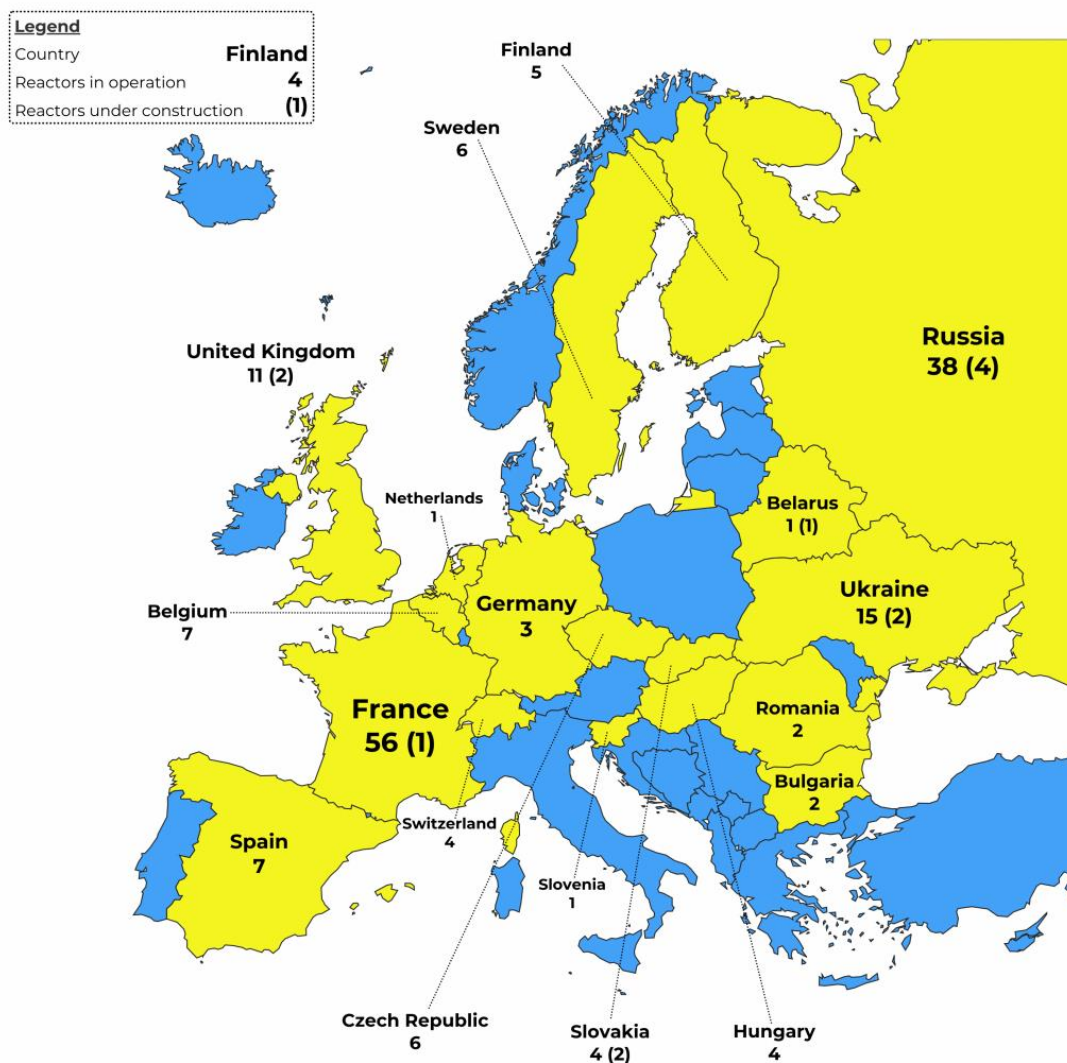 Legend
Country Finland
Reactors in operation 4
Reactors under construction (1)
Finland
5
Sweden
6
United Kingdom
11 (2)
Russia
38 (4)
Netherlands
1
Belarus
1 (1)
Belgium
7
Germany
3
Ukraine
15 (2)
France
56 (1)
Romania
2
Bulgaria
2
Switzerland
4
Spain
7
Slovenia
1
Czech Republic
6
Slovakia
4 (2)
Hungary
4